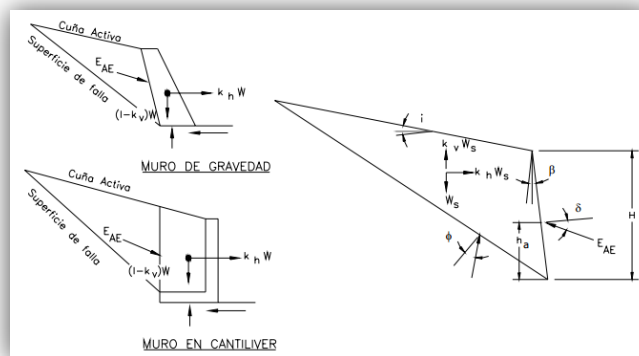 Cuña Activa
Superficie de falla
E_AE
k_h W
(1-k_v)W
MURO DE GRAVEDAD
Cuña Activa
Superficie de falla
E_AE
k_h W
(1-k_v)W
MURO EN CANTILIVER
i
k_v W_s
k_h W_s
W_s
β
δ
H
h_a
E_AE
ϕ